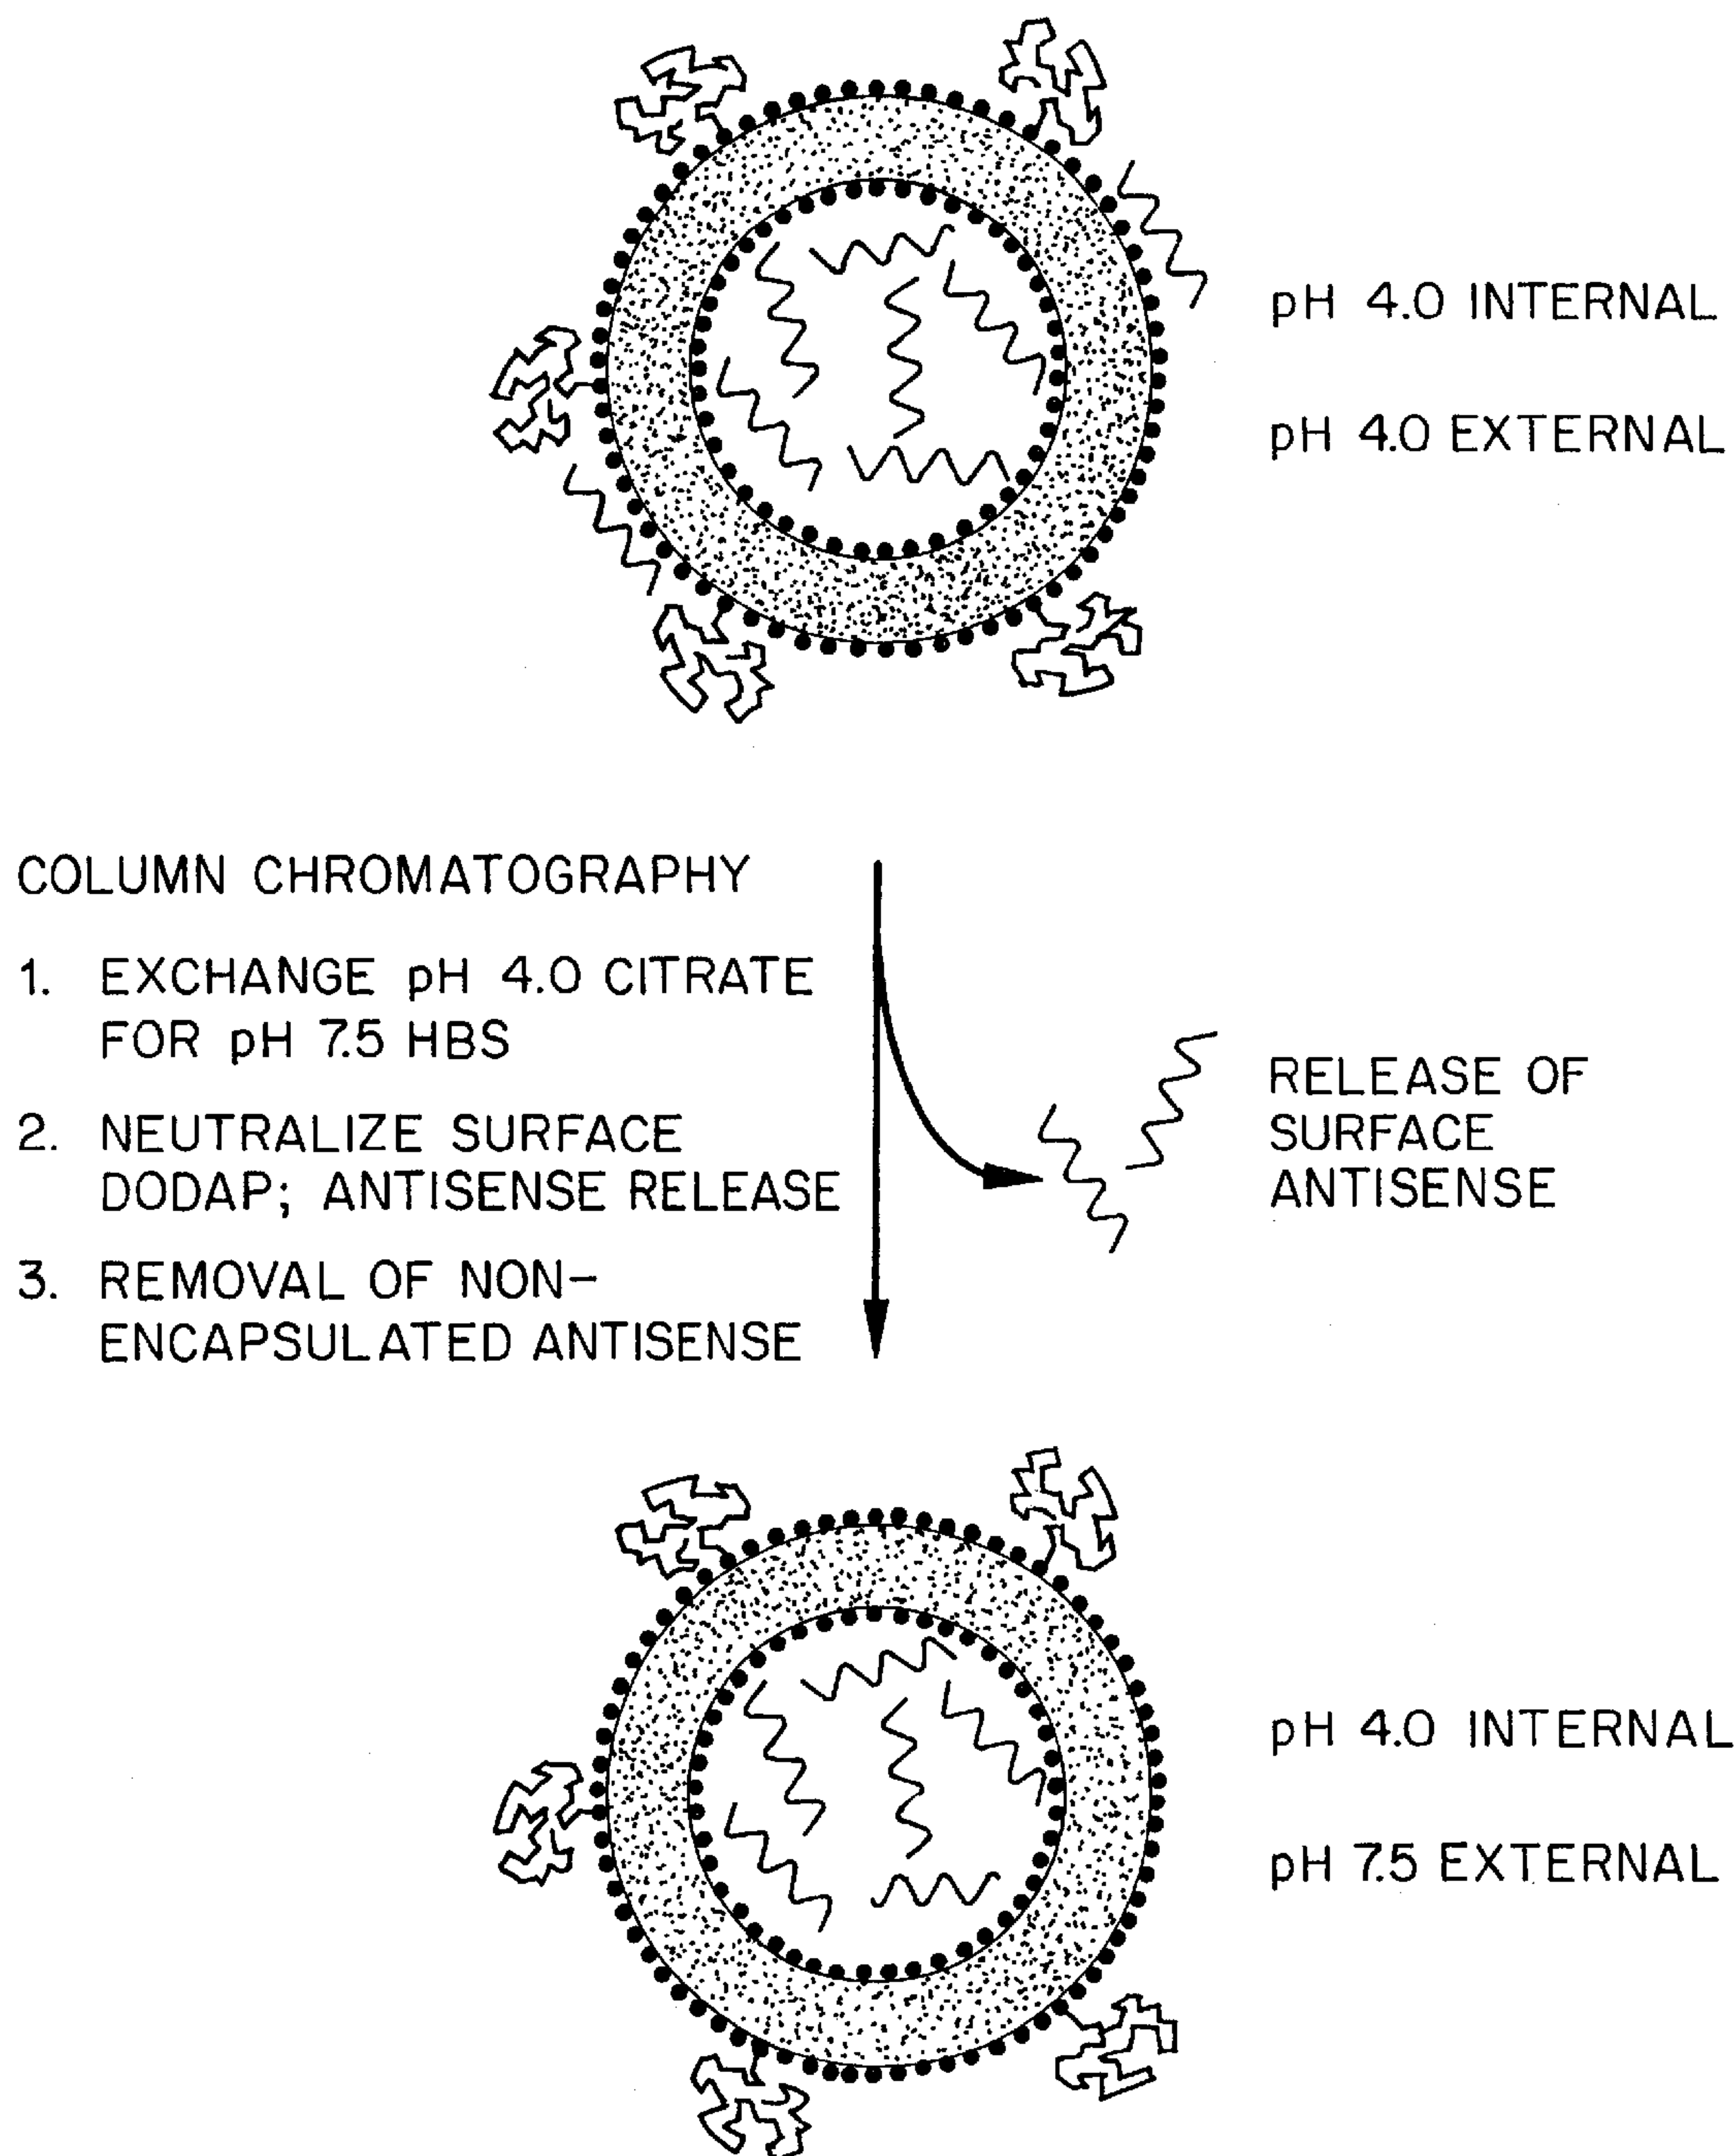 pH 4.0 INTERNAL
pH 4.0 EXTERNAL
COLUMN CHROMATOGRAPHY
1. EXCHANGE pH 4.0 CITRATE
FOR pH 7.5 HBS
2. NEUTRALIZE SURFACE
DODAP; ANTISENSE RELEASE
3. REMOVAL OF NON-
ENCAPSULATED ANTISENSE
RELEASE OF
SURFACE
ANTISENSE
pH 4.0 INTERNAL
pH 7.5 EXTERNAL